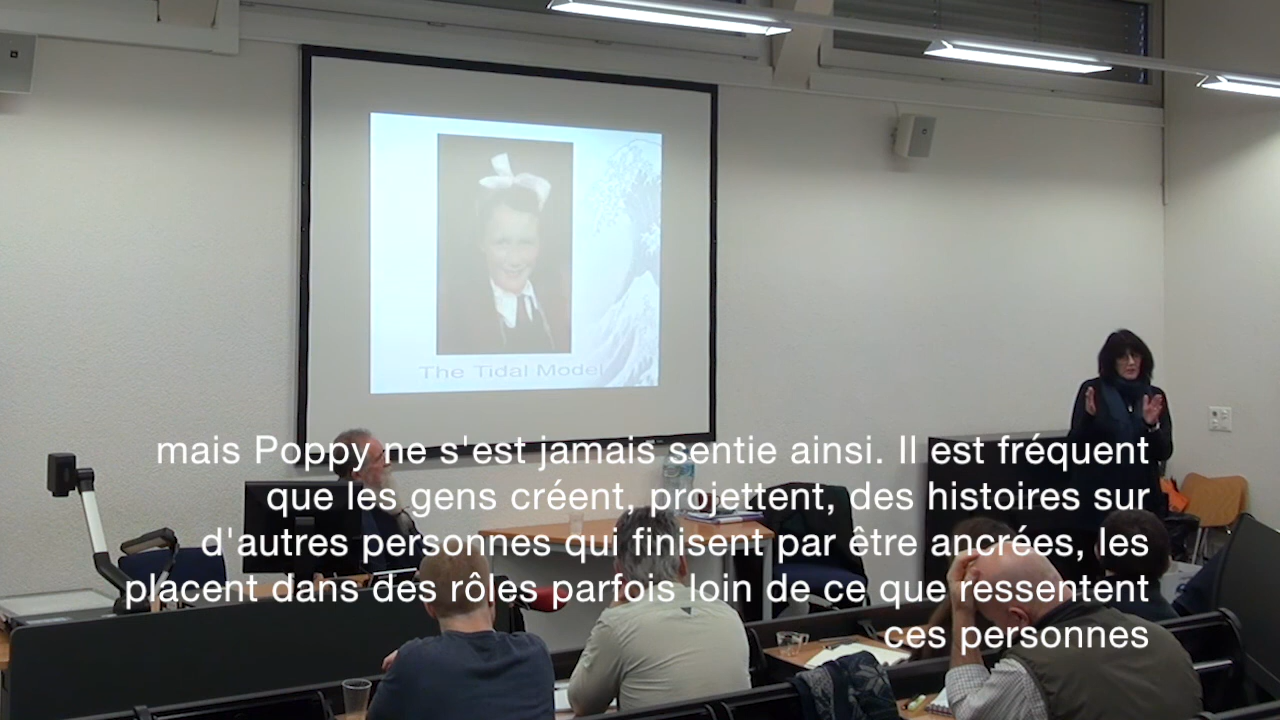 The Tidal Model
mais Poppy ne s'est jamais sentie ainsi. Il est fréquent
que les gens créent, projettent, des histoires sur
d'autres personnes qui finisent par être ancrées, les
placent dans des rôles parfois loin de ce que ressentent
ces personnes